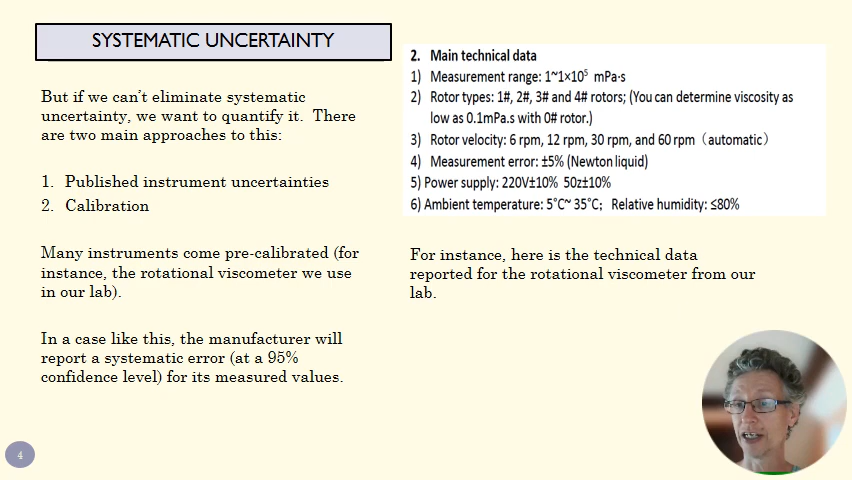 SYSTEMATIC UNCERTAINTY
But if we can't eliminate systematic
uncertainty, we want to quantify it. There
are two main approaches to this:
1. Published instrument uncertainties
2. Calibration
Many instruments come pre-calibrated (for
instance, the rotational viscometer we use
in our lab).
In a case like this, the manufacturer will
report a systematic error (at a 95%
confidence level) for its measured values.
2. Main technical data
1) Measurement range: 1~1×10⁵ mPa·s
2) Rotor types: 1#, 2#, 3# and 4# rotors; (You can determine viscosity as
low as 0.1mPa.s with 0# rotor.)
3) Rotor velocity: 6 rpm, 12 rpm, 30 rpm, and 60 rpm（automatic）
4) Measurement error: ±5% (Newton liquid)
5) Power supply: 220V±10% 50z±10%
6) Ambient temperature: 5°C~ 35°C；Relative humidity: ≤80%
For instance, here is the technical data
reported for the rotational viscometer from our
lab.
4